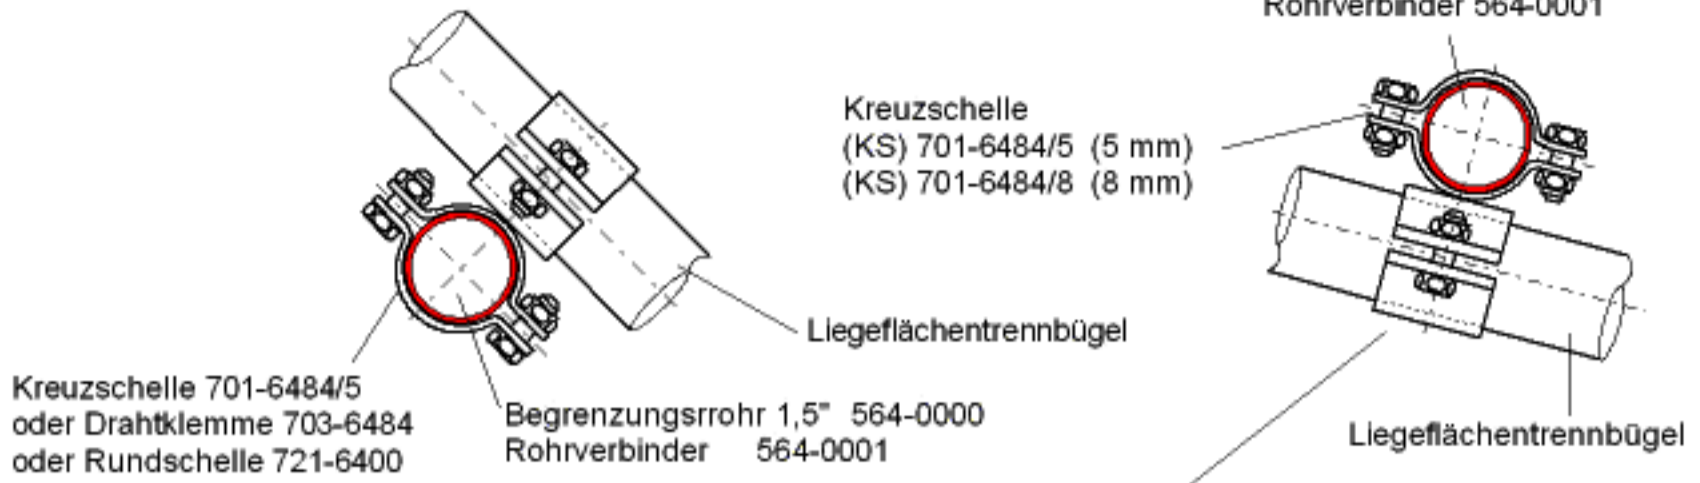 Rohrverbinder 564-0001
Kreuzschelle
(KS) 701-6484/5 (5 mm)
(KS) 701-6484/8 (8 mm)
Liegeflächentrennbügel
Kreuzschelle 701-6484/5
oder Drahtklemme 703-6484
oder Rundschelle 721-6400
Begrenzungsrrohr 1,5" 564-0000
Rohrverbinder 564-0001
Liegeflächentrennbügel